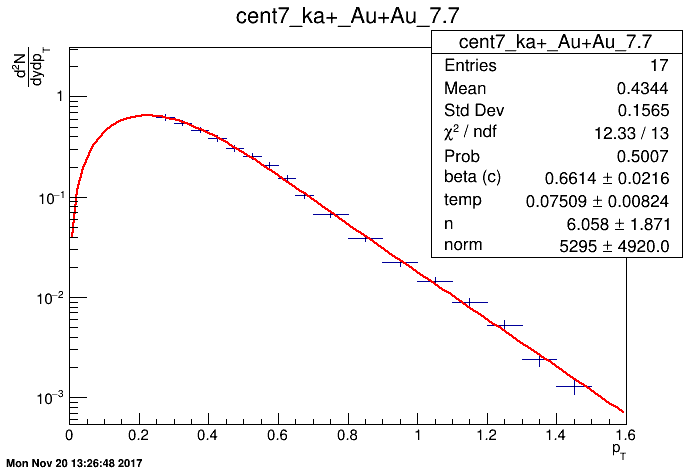 cent7_ka+_Au+Au_7.7
cent7_ka+_Au+Au_7.7
Entries 17
Mean 0.4344
Std Dev 0.1565
χ² / ndf 12.33 / 13
Prob 0.5007
beta (c) 0.6614 ± 0.0216
temp 0.07509 ± 0.00824
n 6.058 ± 1.871
norm 5295 ± 4920.0
d²N
dydp_T
1
10⁻¹
10⁻²
10⁻³
0 0.2 0.4 0.6 0.8 1 1.2 1.4 1.6
p_T
Mon Nov 20 13:26:48 2017